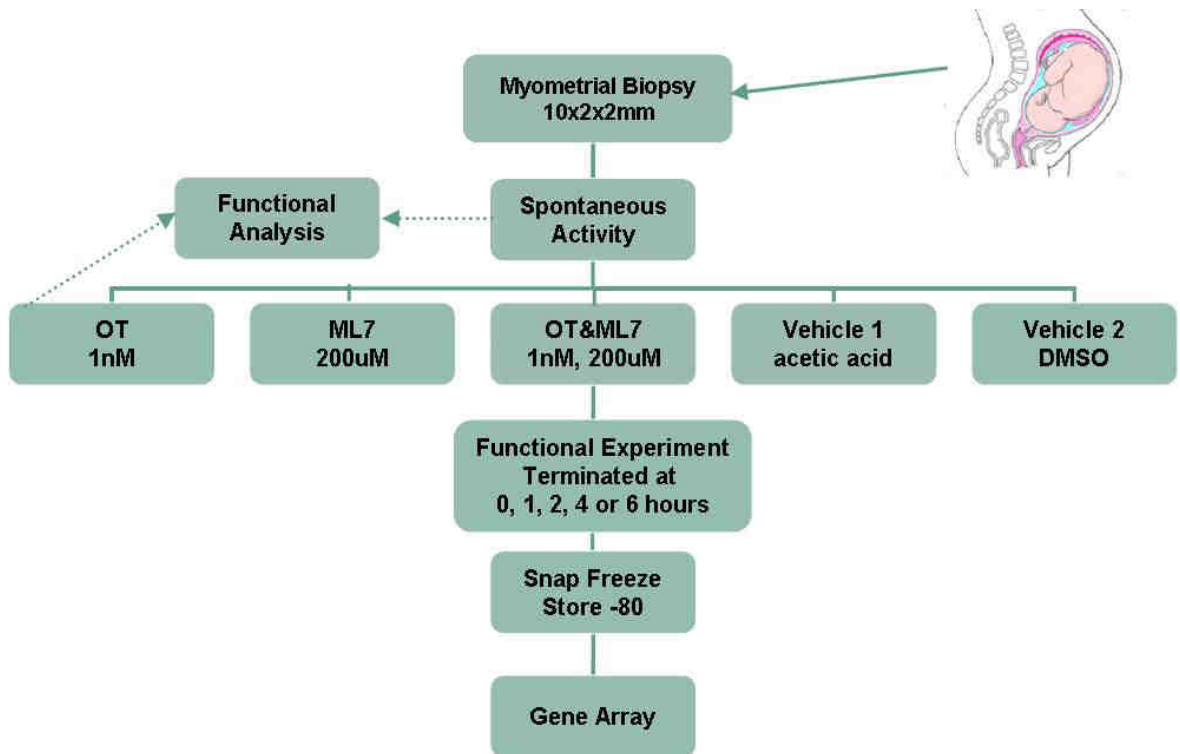 Myometrial Biopsy
10x2x2mm
Functional
Analysis
Spontaneous
Activity
OT
1nM
ML7
200uM
OT&ML7
1nM, 200uM
Vehicle 1
acetic acid
Vehicle 2
DMSO
Functional Experiment
Terminated at
0, 1, 2, 4 or 6 hours
Snap Freeze
Store -80
Gene Array